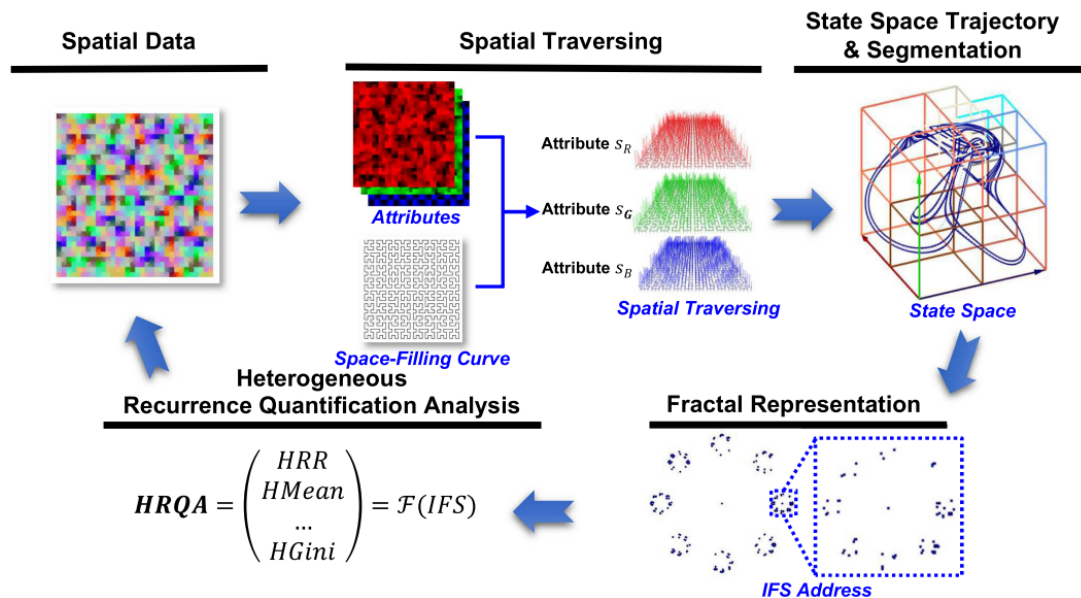 Spatial Data
Spatial Traversing
State Space Trajectory
& Segmentation
Attributes
Attribute s_R
Attribute s_G
Attribute s_B
Space-Filling Curve
Spatial Traversing
State Space
Heterogeneous
Recurrence Quantification Analysis
HRQA = ( HRR
HMean
...
HGini ) = ℱ(IFS)
Fractal Representation
IFS Address